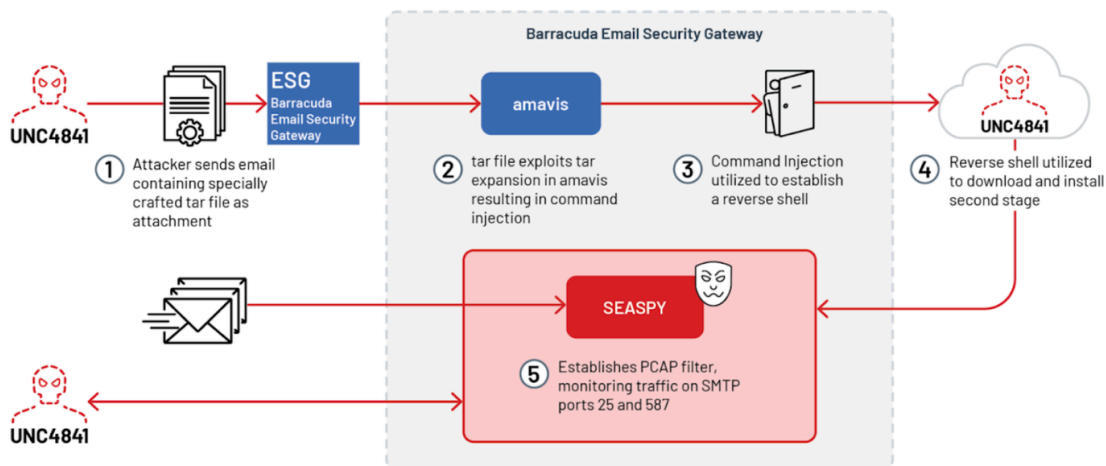 Barracuda Email Security Gateway
UNC4841
ESG
Barracuda
Email Security
Gateway
amavis
UNC4841
1
Attacker sends email
containing specially
crafted tar file as
attachment
2
tar file exploits tar
expansion in amavis
resulting in command
injection
3
Command Injection
utilized to establish
a reverse shell
4
Reverse shell utilized
to download and install
second stage
SEASPY
5
Establishes PCAP filter,
monitoring traffic on SMTP
ports 25 and 587
UNC4841